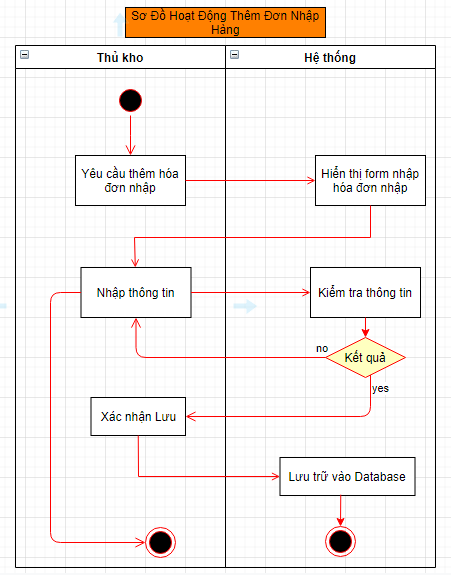 Sơ Đồ Hoạt Động Thêm Đơn Nhập
Hàng
Thủ kho
Hệ thống
Yêu cầu thêm hóa
đơn nhập
Hiển thị form nhập
hóa đơn nhập
Nhập thông tin
Kiểm tra thông tin
no
Kết quả
yes
Xác nhận Lưu
Lưu trữ vào Database